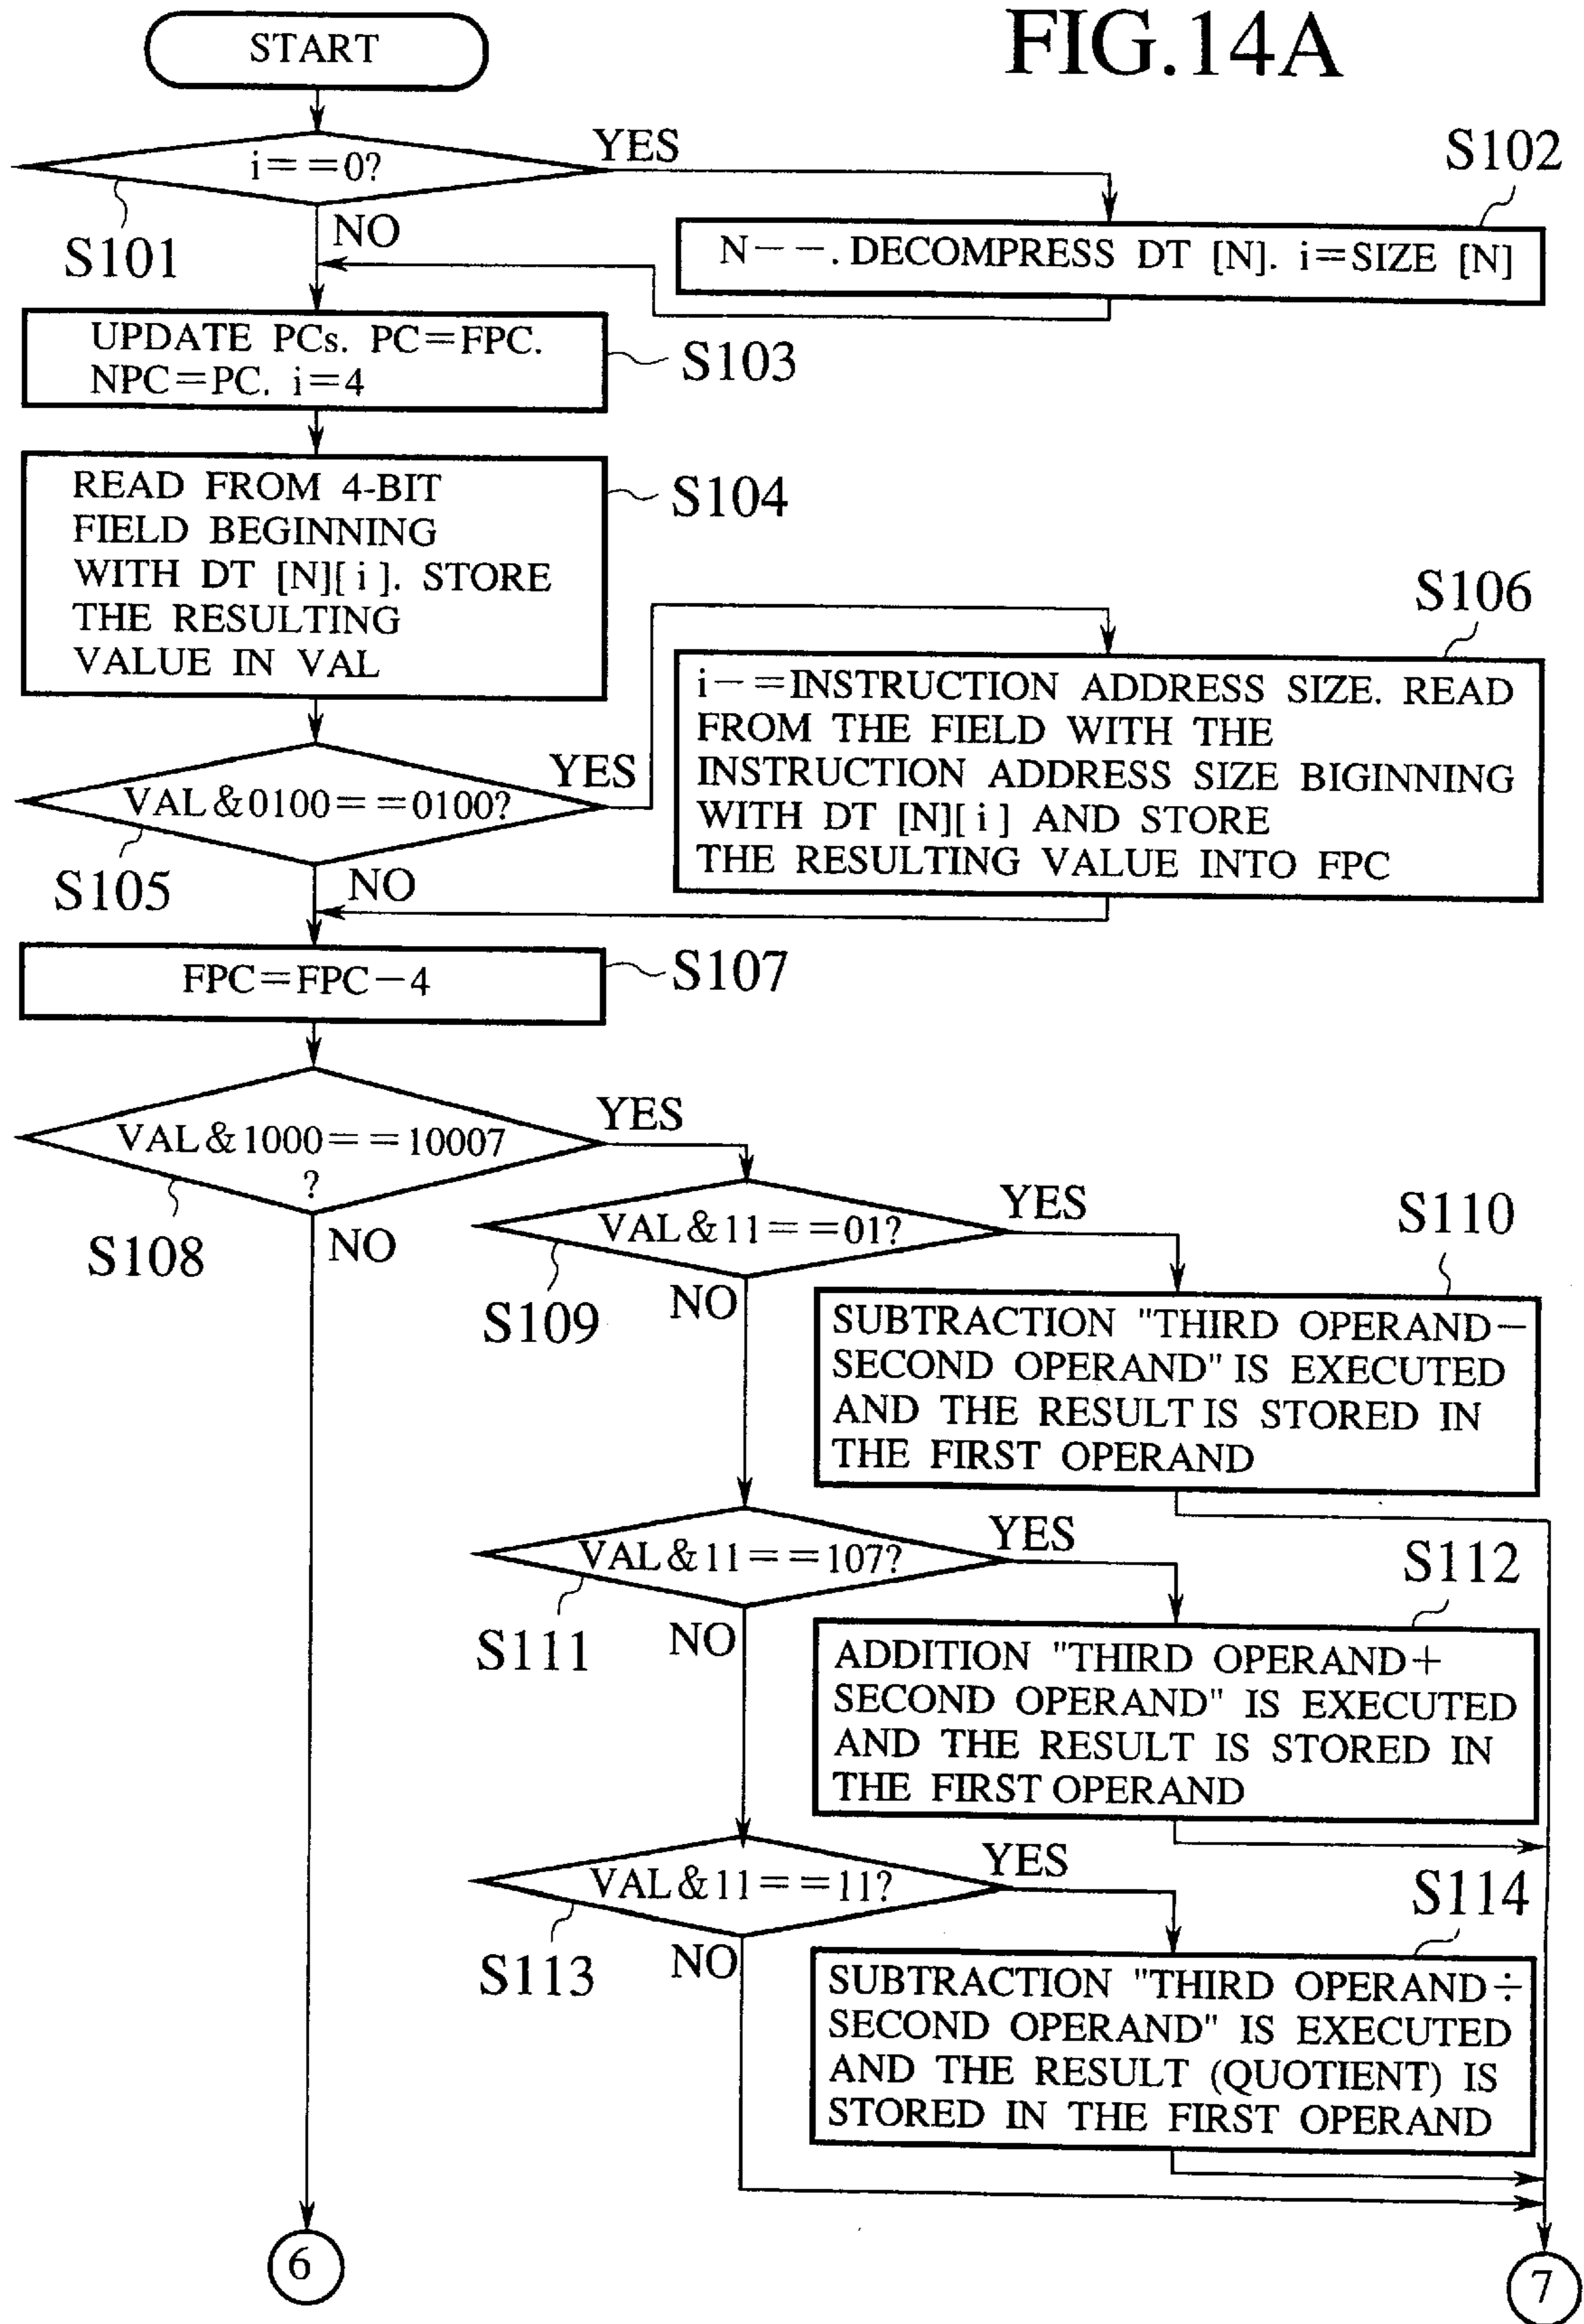 FIG.14A
START
i==0?
YES
S102
S101
NO
N--. DECOMPRESS DT [N]. i=SIZE [N]
UPDATE PCs. PC=FPC.
NPC=PC. i=4
S103
READ FROM 4-BIT
FIELD BEGINNING
WITH DT [N][i]. STORE
THE RESULTING
VALUE IN VAL
S104
S106
i-=INSTRUCTION ADDRESS SIZE. READ
FROM THE FIELD WITH THE
INSTRUCTION ADDRESS SIZE BIGINNING
WITH DT [N][i] AND STORE
THE RESULTING VALUE INTO FPC
VAL&0100==0100?
YES
S105
NO
FPC=FPC-4
S107
VAL&1000==10007
?
YES
S108
NO
VAL&11==01?
YES
S110
S109
NO
SUBTRACTION "THIRD OPERAND-
SECOND OPERAND" IS EXECUTED
AND THE RESULT IS STORED IN
THE FIRST OPERAND
VAL&11==107?
YES
S112
S111
NO
ADDITION "THIRD OPERAND+
SECOND OPERAND" IS EXECUTED
AND THE RESULT IS STORED IN
THE FIRST OPERAND
VAL&11==11?
YES
S114
S113
NO
SUBTRACTION "THIRD OPERAND÷
SECOND OPERAND" IS EXECUTED
AND THE RESULT (QUOTIENT) IS
STORED IN THE FIRST OPERAND
6
7